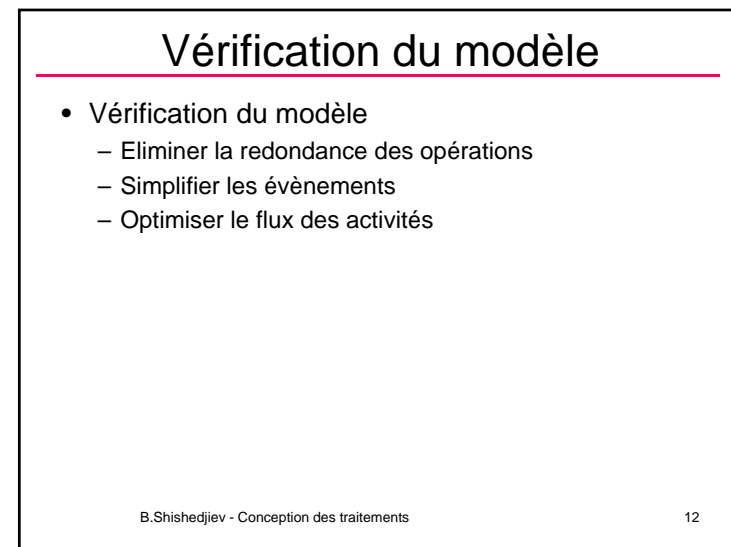 Vérification du modèle
• Vérification du modèle
– Eliminer la redondance des opérations
– Simplifier les évènements
– Optimiser le flux des activités
B.Shishedjiev - Conception des traitements 12